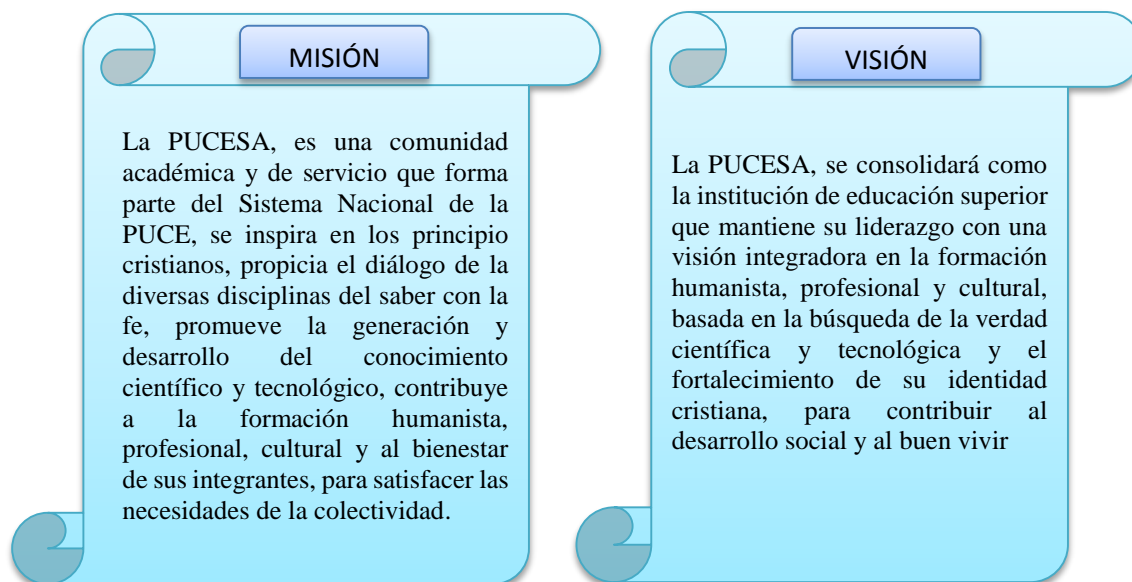 MISIÓN
La PUCESA, es una comunidad
académica y de servicio que forma
parte del Sistema Nacional de la
PUCE, se inspira en los principio
cristianos, propicia el diálogo de la
diversas disciplinas del saber con la
fe, promueve la generación y
desarrollo del conocimiento
científico y tecnológico, contribuye
a la formación humanista,
profesional, cultural y al bienestar
de sus integrantes, para satisfacer las
necesidades de la colectividad.
VISIÓN
La PUCESA, se consolidará como
la institución de educación superior
que mantiene su liderazgo con una
visión integradora en la formación
humanista, profesional y cultural,
basada en la búsqueda de la verdad
científica y tecnológica y el
fortalecimiento de su identidad
cristiana, para contribuir al
desarrollo social y al buen vivir